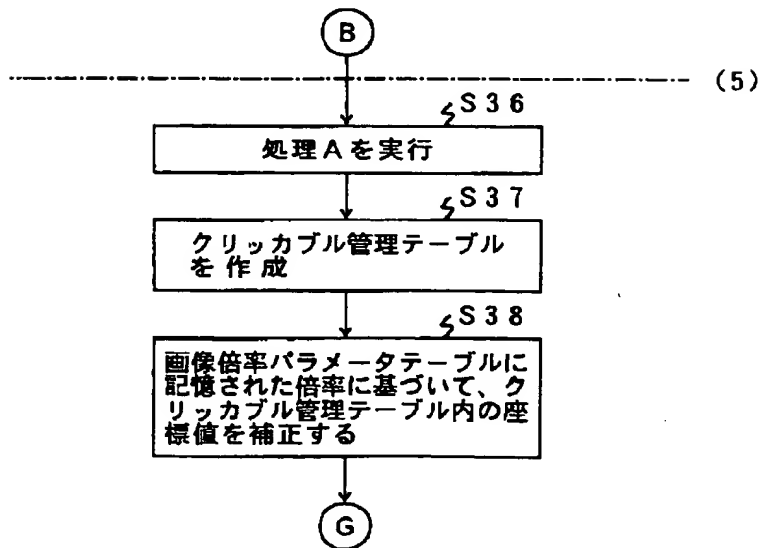 B
(5)
S36
処理Aを実行
S37
クリッカブル管理テーブル
を作成
S38
画像倍率パラメータテーブルに
記憶された倍率に基づいて、ク
リッカブル管理テーブル内の座
標値を補正する
G